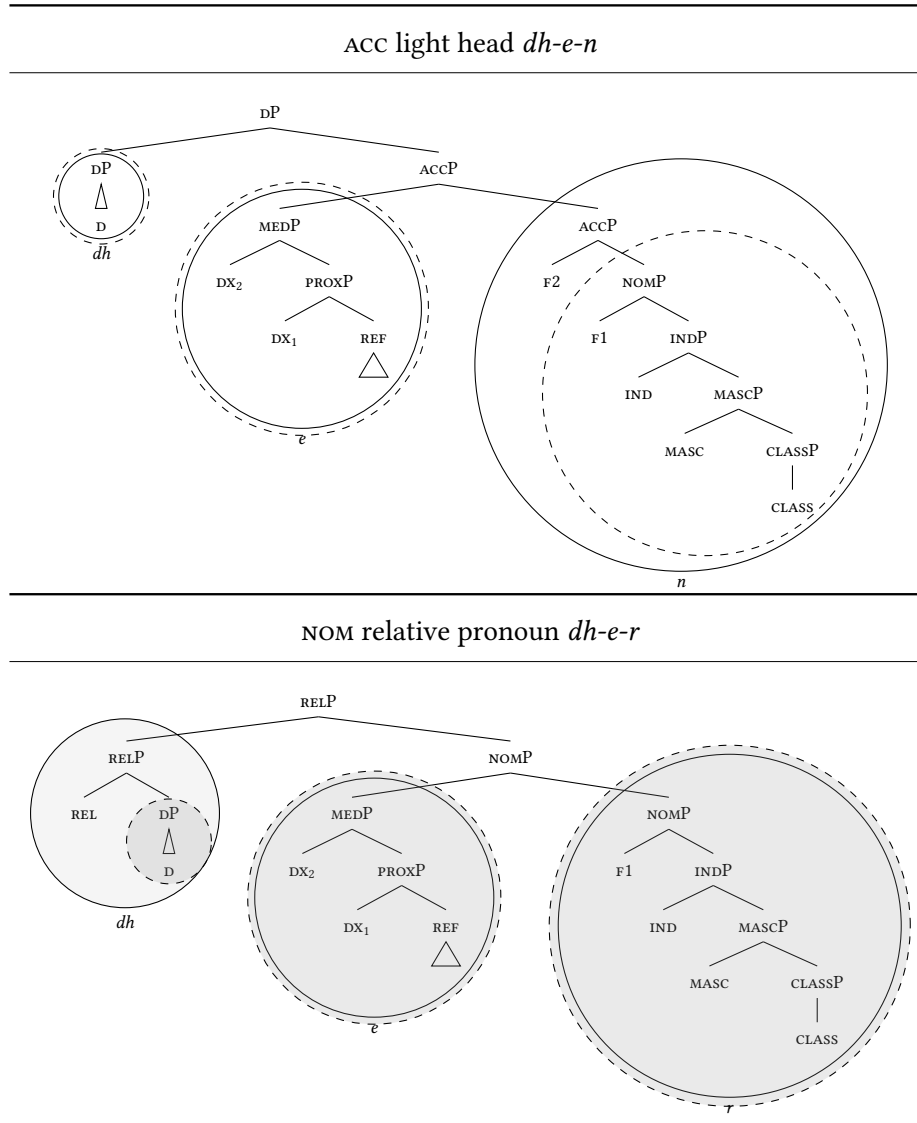 ACC light head dh-e-n
DP
DP
ACCP
D
MEDP
ACCP
dh
DX₂
PROXP
F2
NOMP
DX₁
REF
F1
INDP
IND
MASCP
e
MASC
CLASSP
CLASS
n
NOM relative pronoun dh-e-r
RELP
RELP
NOMP
REL
DP
MEDP
NOMP
D
DX₂
PROXP
F1
INDP
dh
DX₁
REF
IND
MASCP
MASC
CLASSP
e
CLASS
r